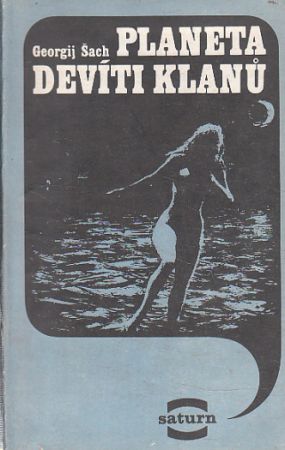 Georgij Šach PLANETA
DEVÍTI KLANŮ
saturn